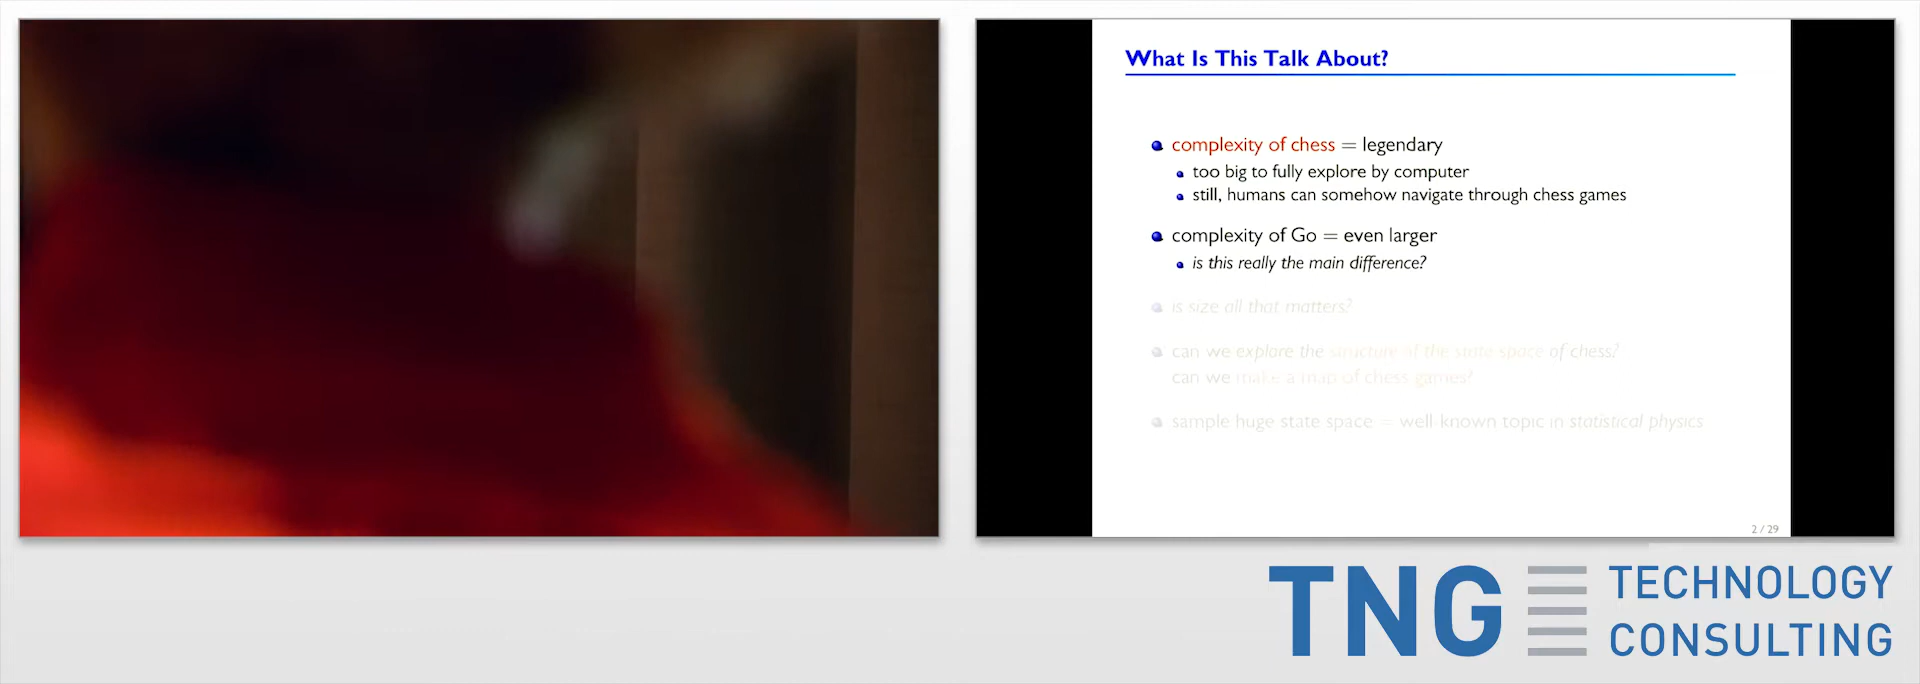 What Is This Talk About?
complexity of chess = legendary
too big to fully explore by computer
still, humans can somehow navigate through chess games
complexity of Go = even larger
is this really the main difference?
is size all that matters?
can we explore the structure of the state space of chess?
can we make a map of chess games?
sample huge state space = well-known topic in statistical physics
2 / 29
TNG TECHNOLOGY
CONSULTING